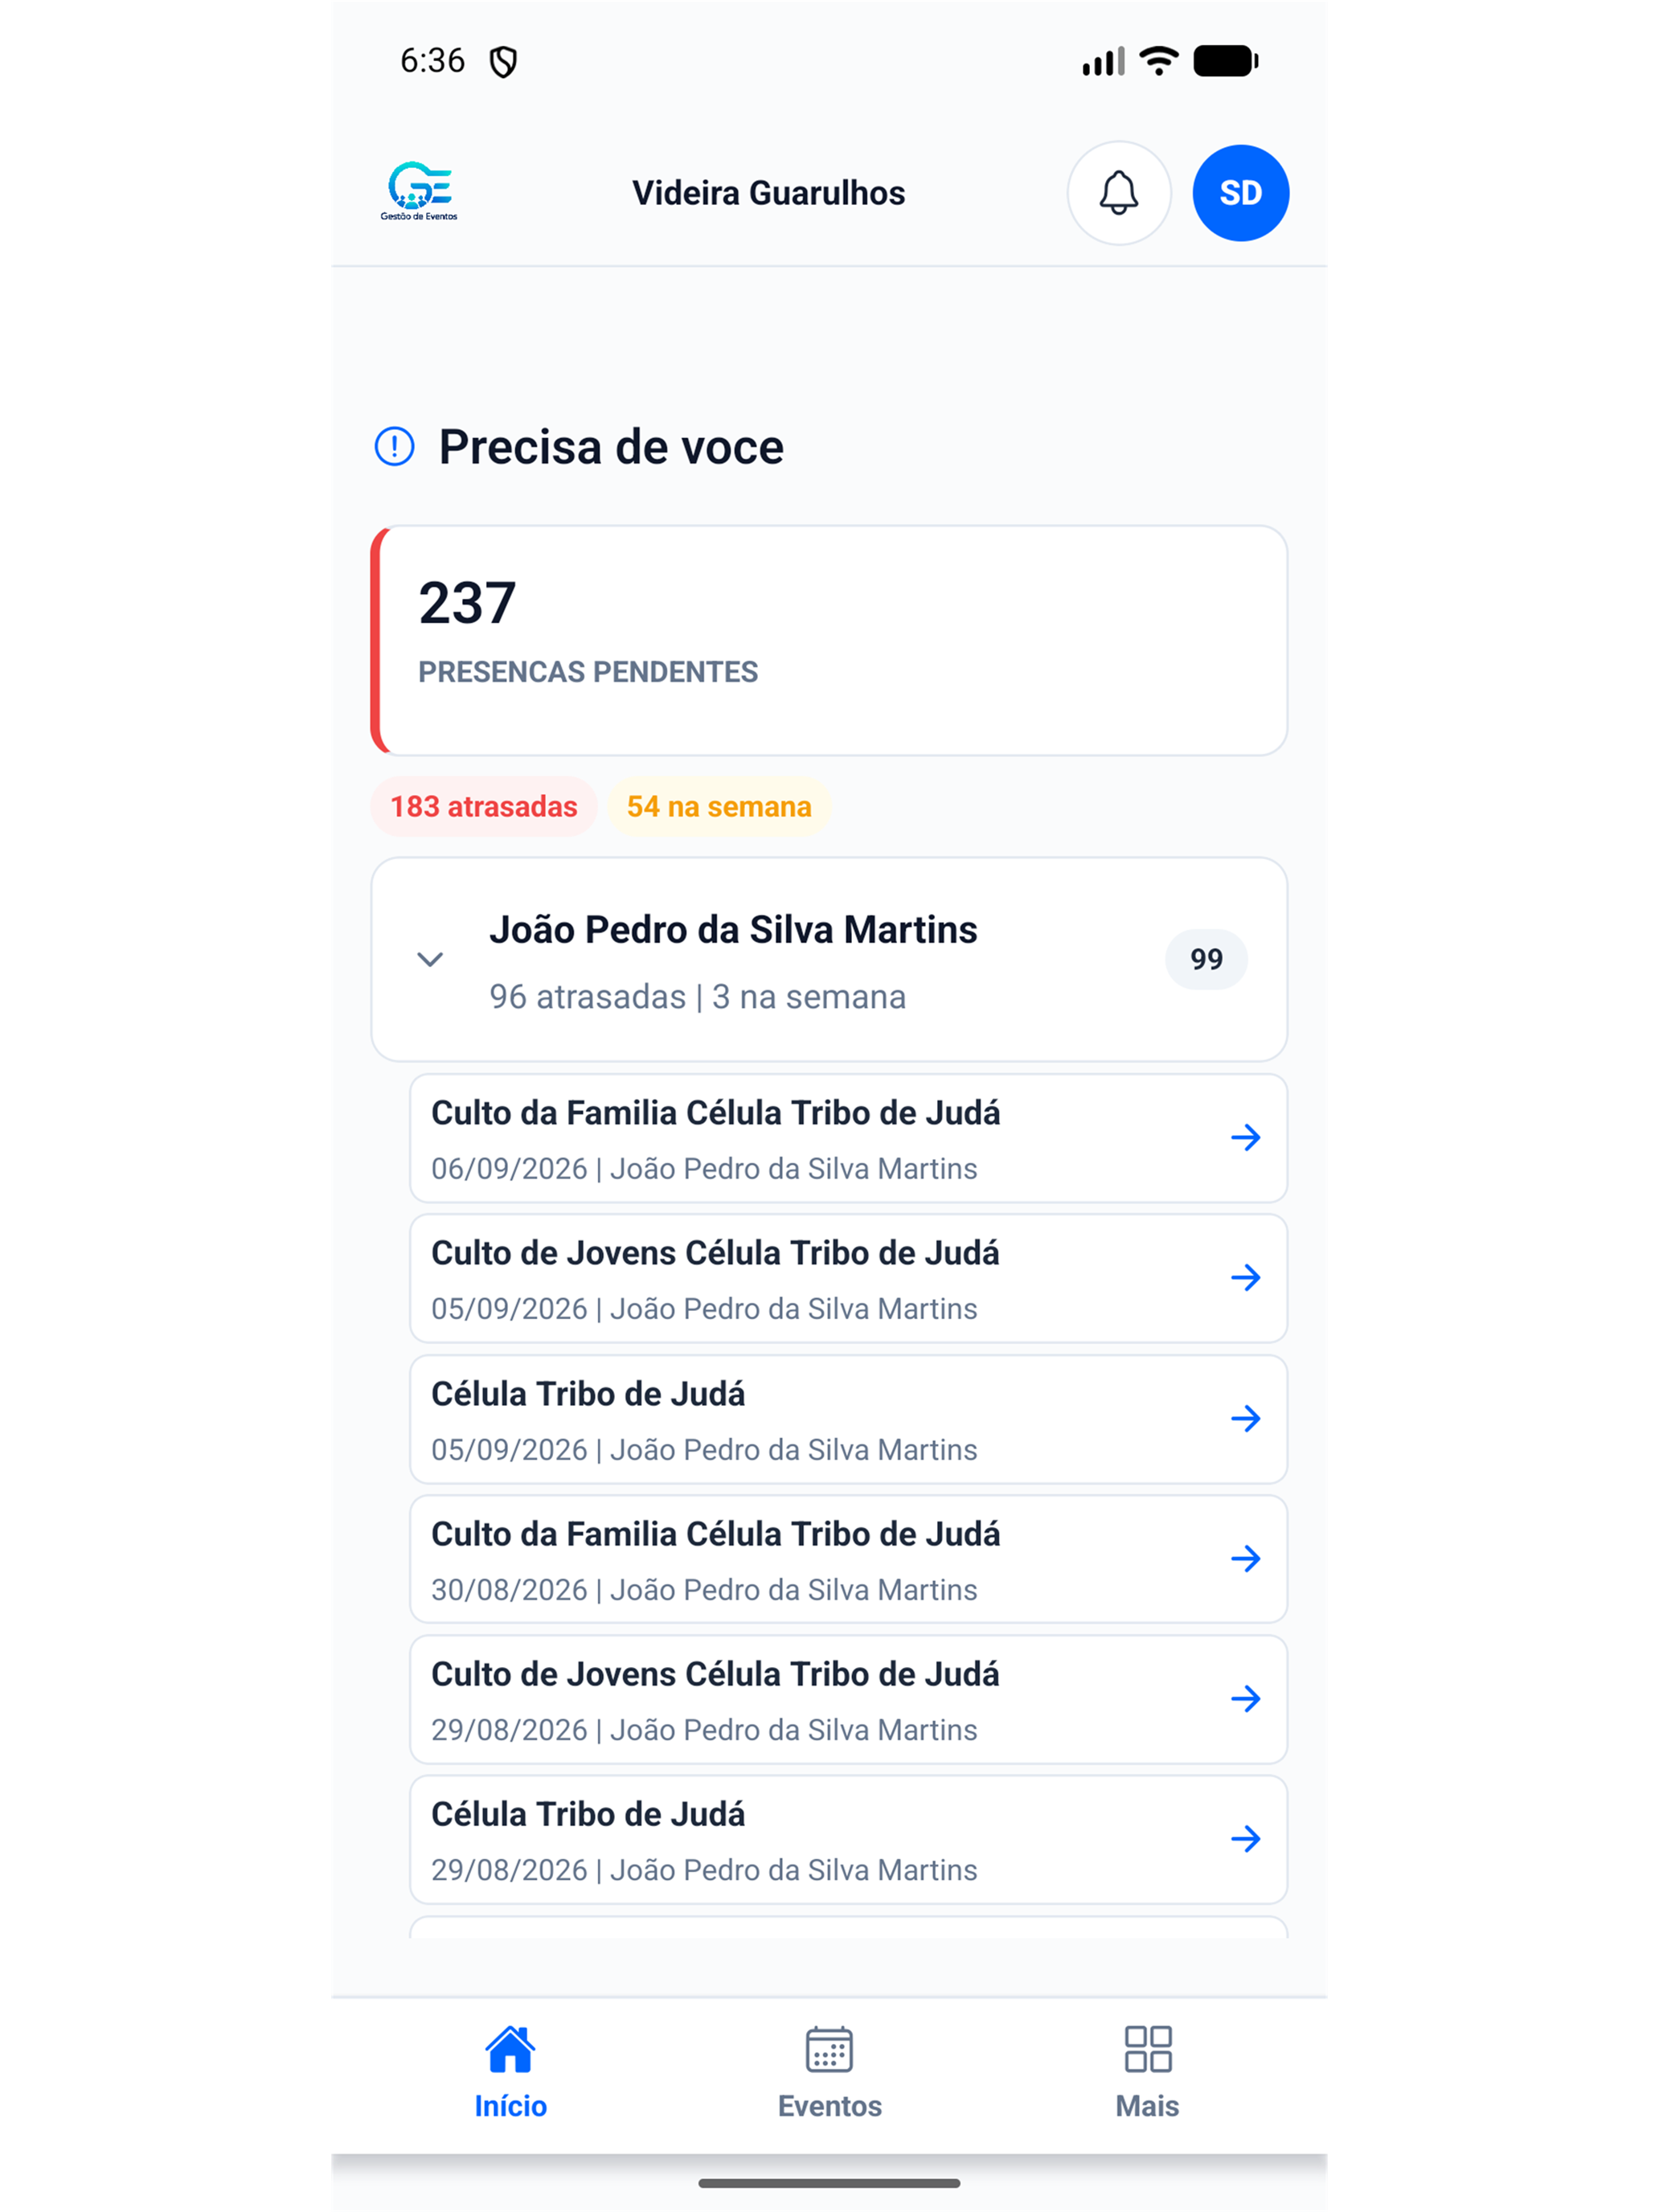 6:36
GE
Gestão de Eventos
Videira Guarulhos
SD
Precisa de voce
237
PRESENCAS PENDENTES
183 atrasadas
54 na semana
João Pedro da Silva Martins
96 atrasadas | 3 na semana
99
Culto da Familia Célula Tribo de Judá
06/09/2026 | João Pedro da Silva Martins
Culto de Jovens Célula Tribo de Judá
05/09/2026 | João Pedro da Silva Martins
Célula Tribo de Judá
05/09/2026 | João Pedro da Silva Martins
Culto da Familia Célula Tribo de Judá
30/08/2026 | João Pedro da Silva Martins
Culto de Jovens Célula Tribo de Judá
29/08/2026 | João Pedro da Silva Martins
Célula Tribo de Judá
29/08/2026 | João Pedro da Silva Martins
Início
Eventos
Mais